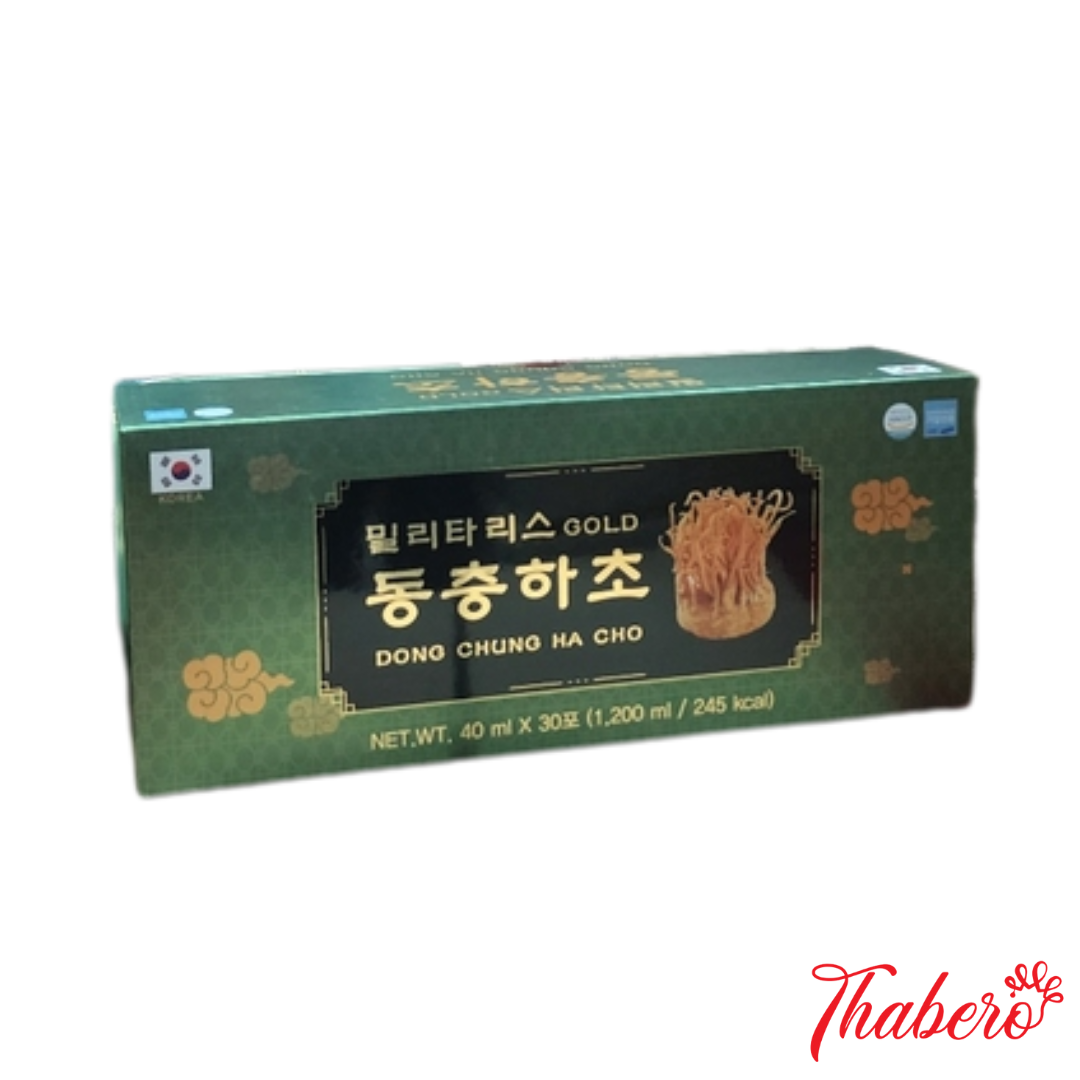 KOREA
밀리타리스 GOLD
동충하초
DONG CHUNG HA CHO
NET.WT. 40 ml X 30포 (1,200 ml / 245 kcal)
Thabero